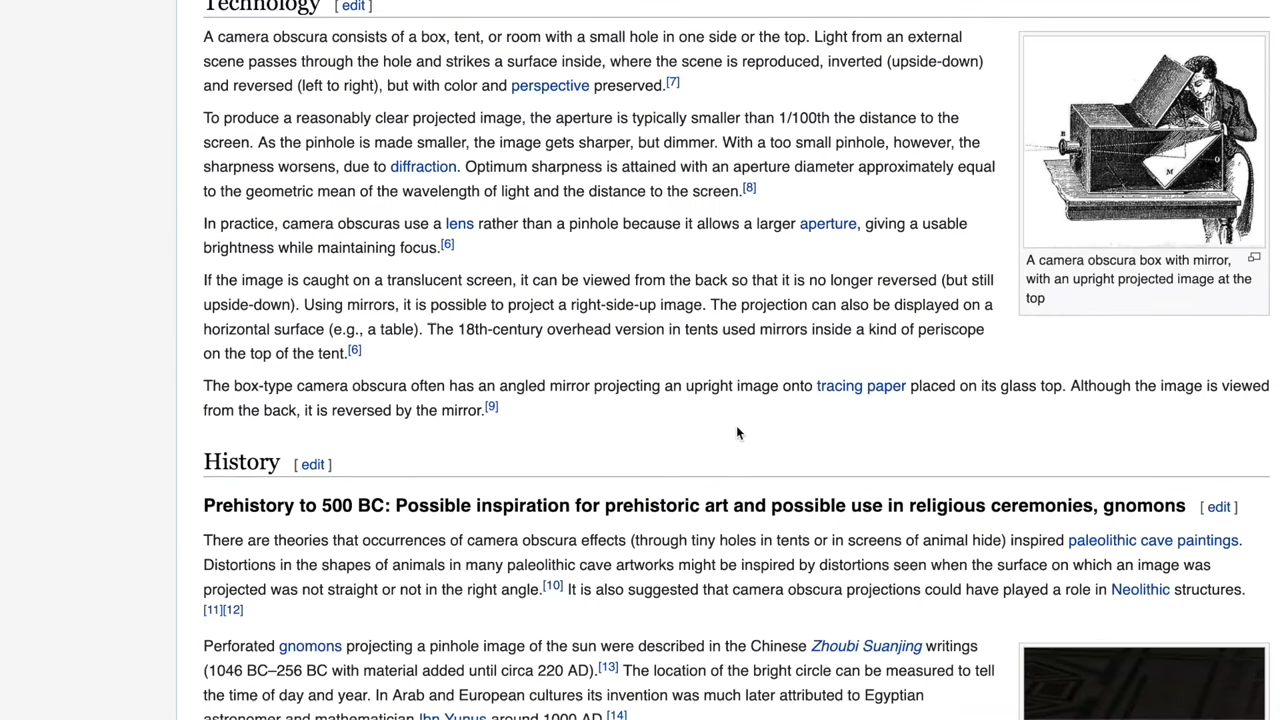 Technology [ edit ]
A camera obscura consists of a box, tent, or room with a small hole in one side or the top. Light from an external
scene passes through the hole and strikes a surface inside, where the scene is reproduced, inverted (upside-down)
and reversed (left to right), but with color and perspective preserved.[7]
To produce a reasonably clear projected image, the aperture is typically smaller than 1/100th the distance to the
screen. As the pinhole is made smaller, the image gets sharper, but dimmer. With a too small pinhole, however, the
sharpness worsens, due to diffraction. Optimum sharpness is attained with an aperture diameter approximately equal
to the geometric mean of the wavelength of light and the distance to the screen.[8]
In practice, camera obscuras use a lens rather than a pinhole because it allows a larger aperture, giving a usable
brightness while maintaining focus.[6]
If the image is caught on a translucent screen, it can be viewed from the back so that it is no longer reversed (but still
upside-down). Using mirrors, it is possible to project a right-side-up image. The projection can also be displayed on a
horizontal surface (e.g., a table). The 18th-century overhead version in tents used mirrors inside a kind of periscope
on the top of the tent.[6]
B
O
M
A camera obscura box with mirror,
with an upright projected image at the
top
The box-type camera obscura often has an angled mirror projecting an upright image onto tracing paper placed on its glass top. Although the image is viewed
from the back, it is reversed by the mirror.[9]
History [ edit ]
Prehistory to 500 BC: Possible inspiration for prehistoric art and possible use in religious ceremonies, gnomons [ edit ]
There are theories that occurrences of camera obscura effects (through tiny holes in tents or in screens of animal hide) inspired paleolithic cave paintings.
Distortions in the shapes of animals in many paleolithic cave artworks might be inspired by distortions seen when the surface on which an image was
projected was not straight or not in the right angle.[10] It is also suggested that camera obscura projections could have played a role in Neolithic structures.
[11][12]
Perforated gnomons projecting a pinhole image of the sun were described in the Chinese Zhoubi Suanjing writings
(1046 BC–256 BC with material added until circa 220 AD).[13] The location of the bright circle can be measured to tell
the time of day and year. In Arab and European cultures its invention was much later attributed to Egyptian
astronomer and mathematician Ibn Yunus around 1000 AD.[14]